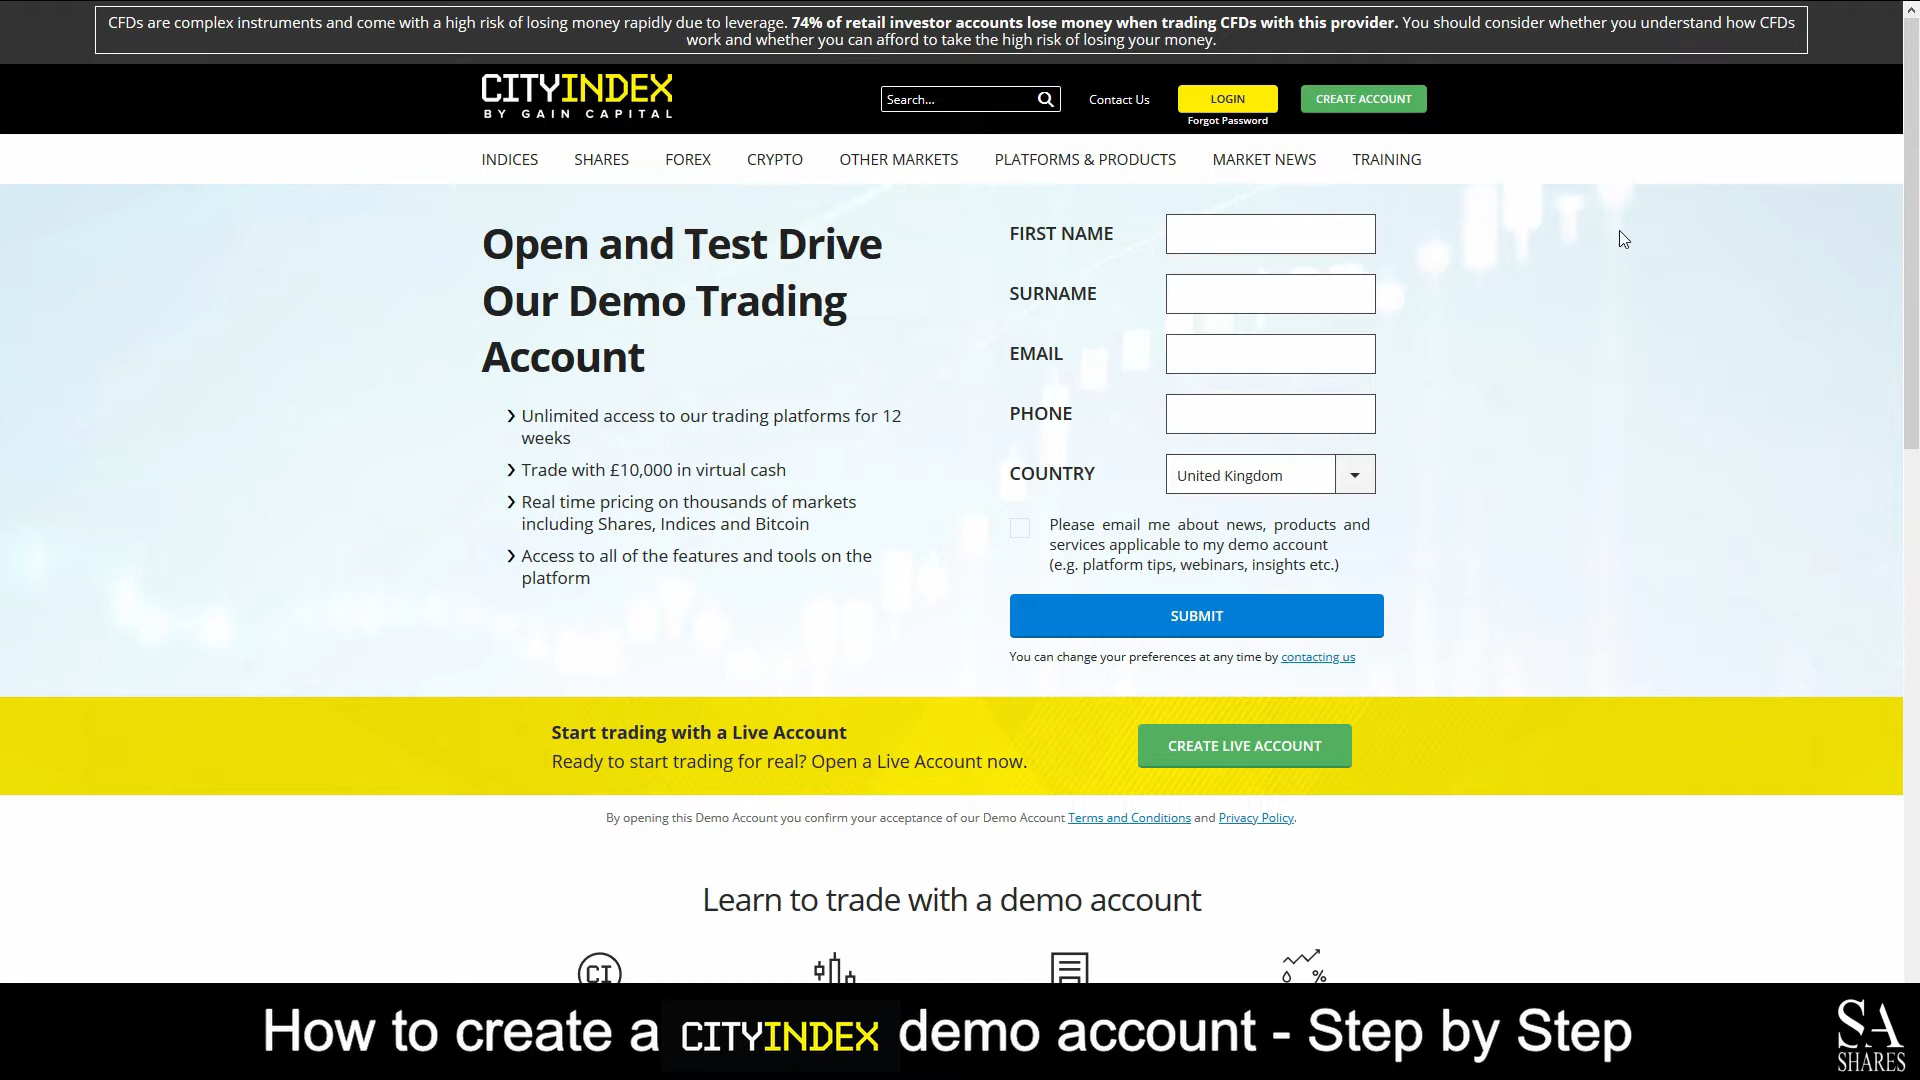 CFDs are complex instruments and come with a high risk of losing money rapidly due to leverage. 74% of retail investor accounts lose money when trading CFDs with this provider. You should consider whether you understand how CFDs
work and whether you can afford to take the high risk of losing your money.
CITYINDEX
BY GAIN CAPITAL
Search...
Contact Us
LOGIN
Forgot Password
CREATE ACCOUNT
INDICES SHARES FOREX CRYPTO OTHER MARKETS PLATFORMS & PRODUCTS MARKET NEWS TRAINING
Open and Test Drive
Our Demo Trading
Account
Unlimited access to our trading platforms for 12
weeks
Trade with £10,000 in virtual cash
Real time pricing on thousands of markets
including Shares, Indices and Bitcoin
Access to all of the features and tools on the
platform
FIRST NAME
SURNAME
EMAIL
PHONE
COUNTRY United Kingdom
Please email me about news, products and
services applicable to my demo account
(e.g. platform tips, webinars, insights etc.)
SUBMIT
You can change your preferences at any time by contacting us
Start trading with a Live Account
Ready to start trading for real? Open a Live Account now.
CREATE LIVE ACCOUNT
By opening this Demo Account you confirm your acceptance of our Demo Account Terms and Conditions and Privacy Policy.
Learn to trade with a demo account
CI
%
How to create a CITYINDEX demo account - Step by Step
SA
SHARES